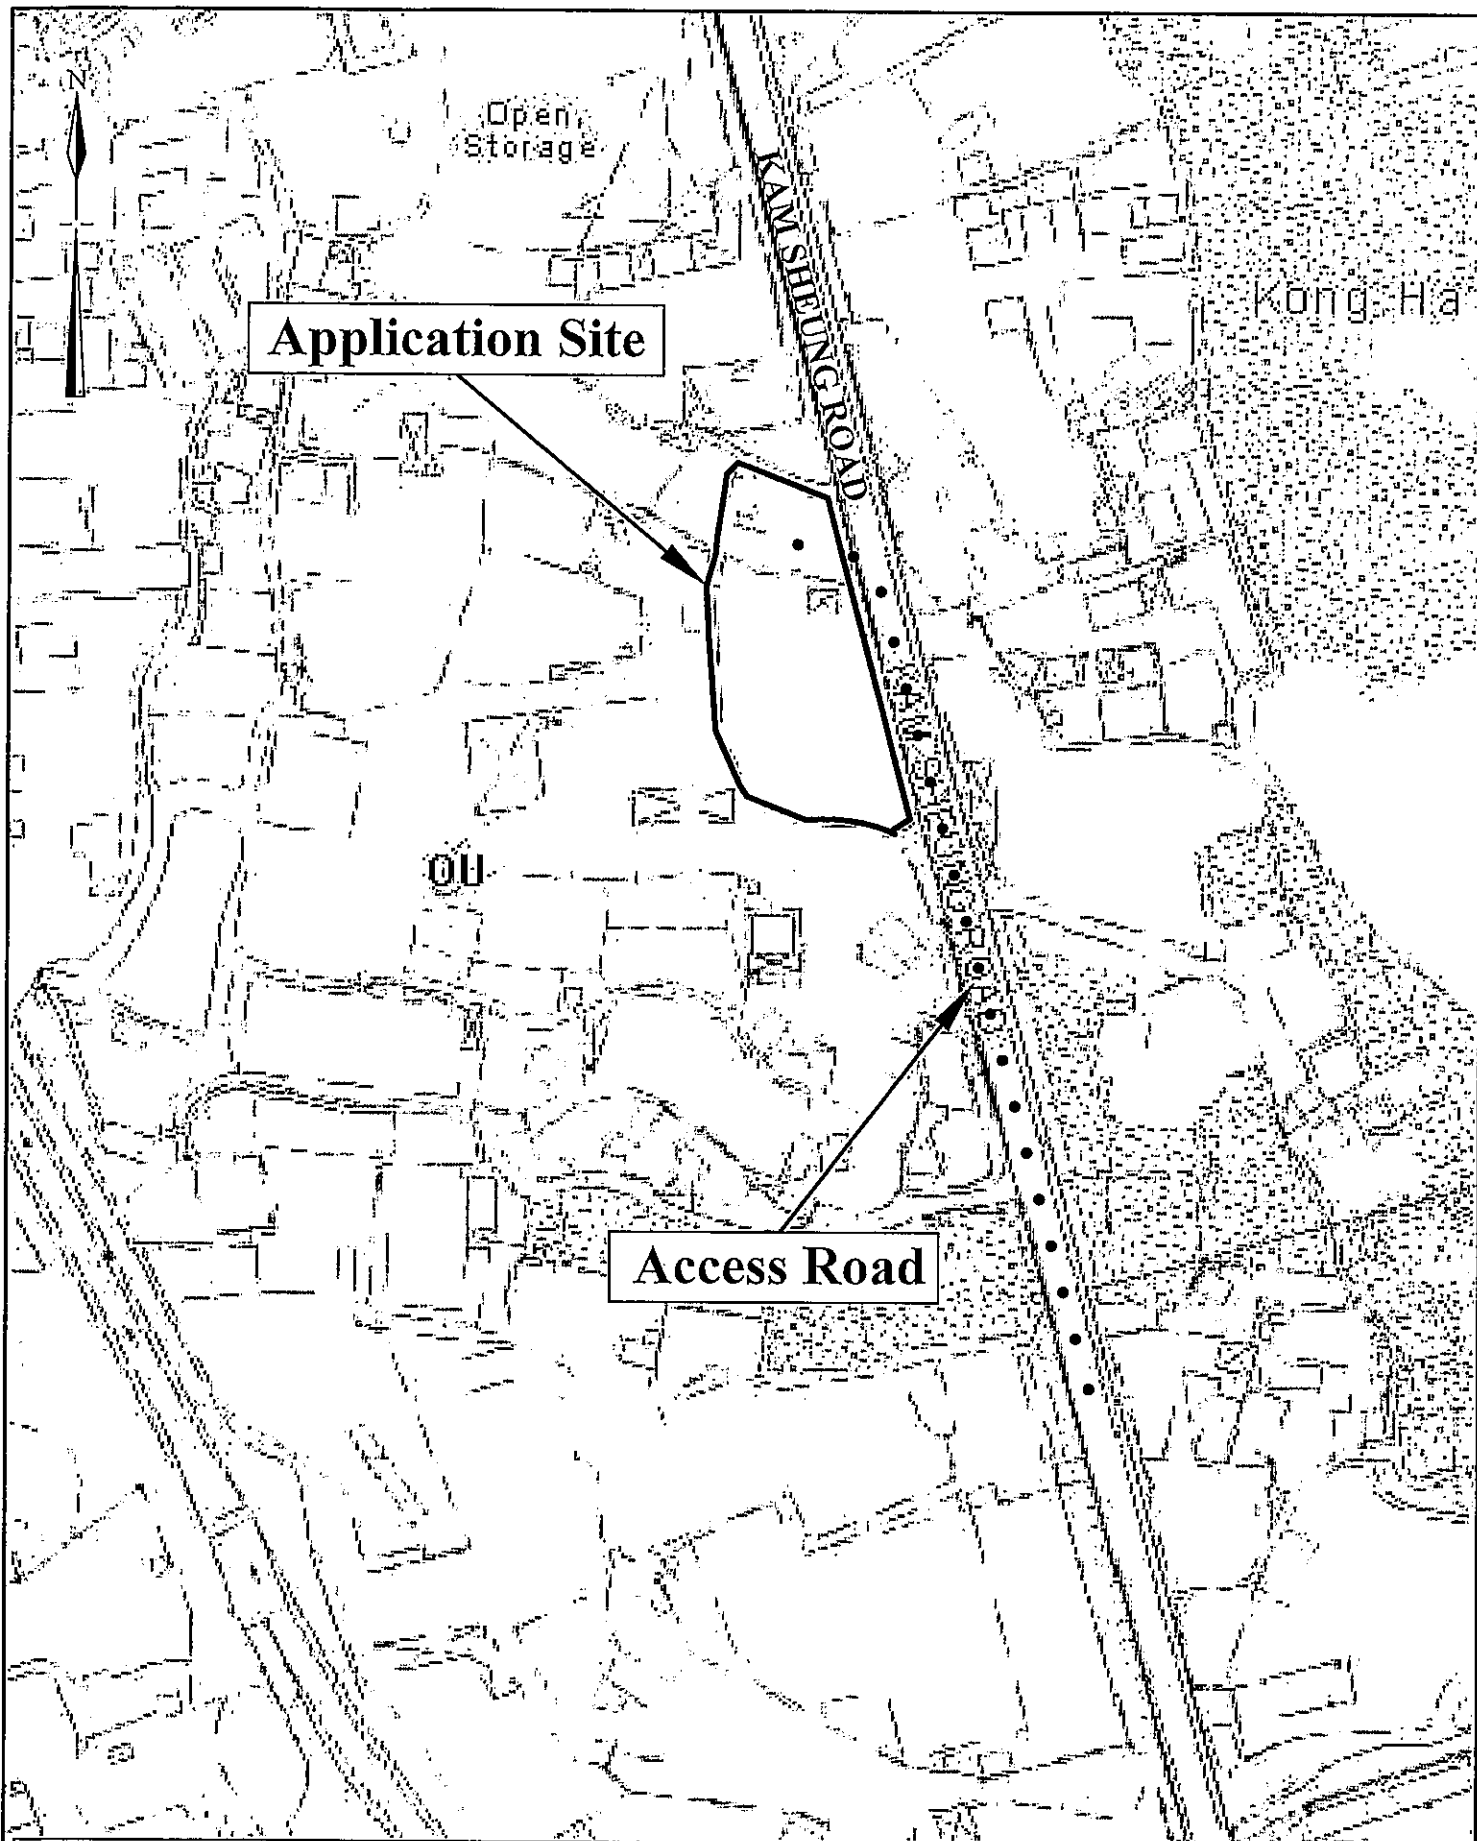 N
Open
Storage
KAM SHEUNG ROAD
Kong Ha
Application Site
OU
Access Road